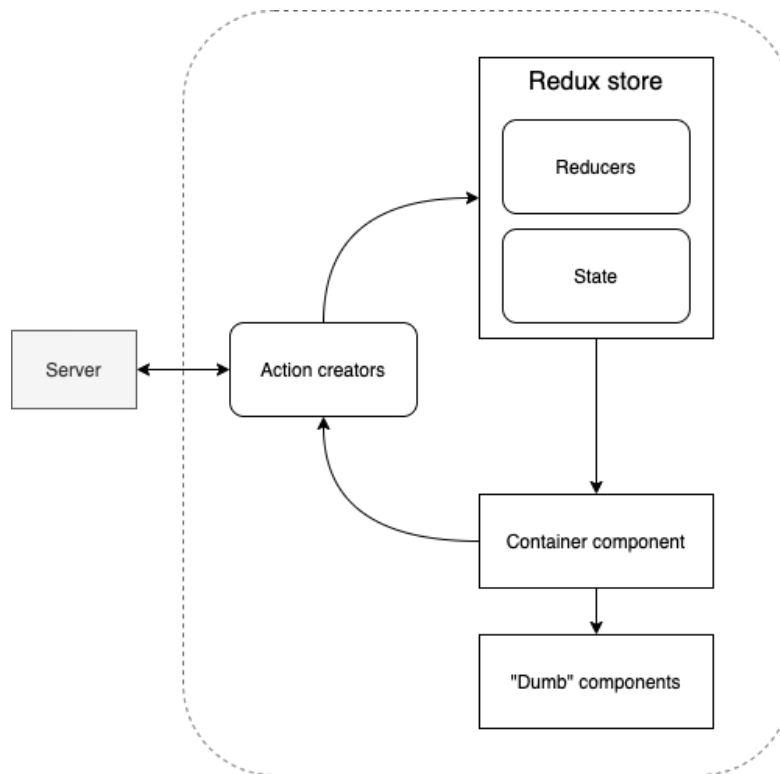 Redux store
Reducers
State
Server
Action creators
Container component
"Dumb" components